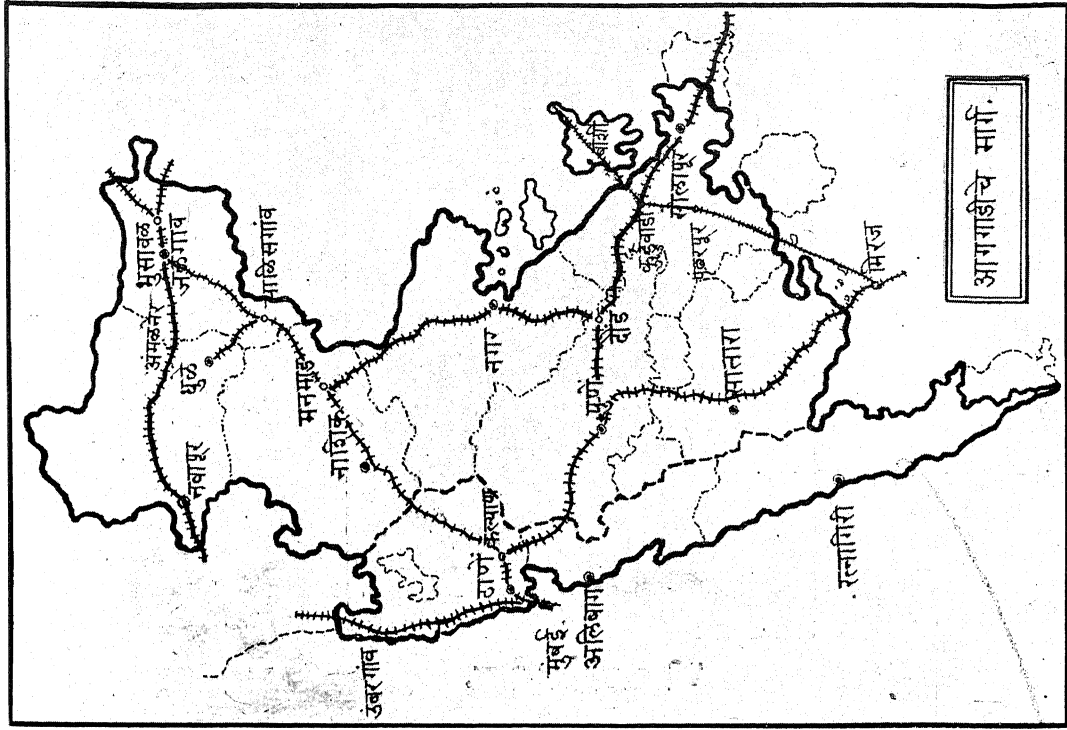 आगगाडीचे मार्ग.
भुसावळ
जळगाव
अमळनेर
चाळिसगांव
धुळे
नवापूर
मनमाड
नाशिक
नगर
कल्याण
ठाणे
मुंबई.
उंबरगांव
अलिबाग
पुणे
दौंड
कुर्डुवाडी
बार्शी
सोलापूर
पंढरपूर
सातारा
मिरज
रत्नागिरी